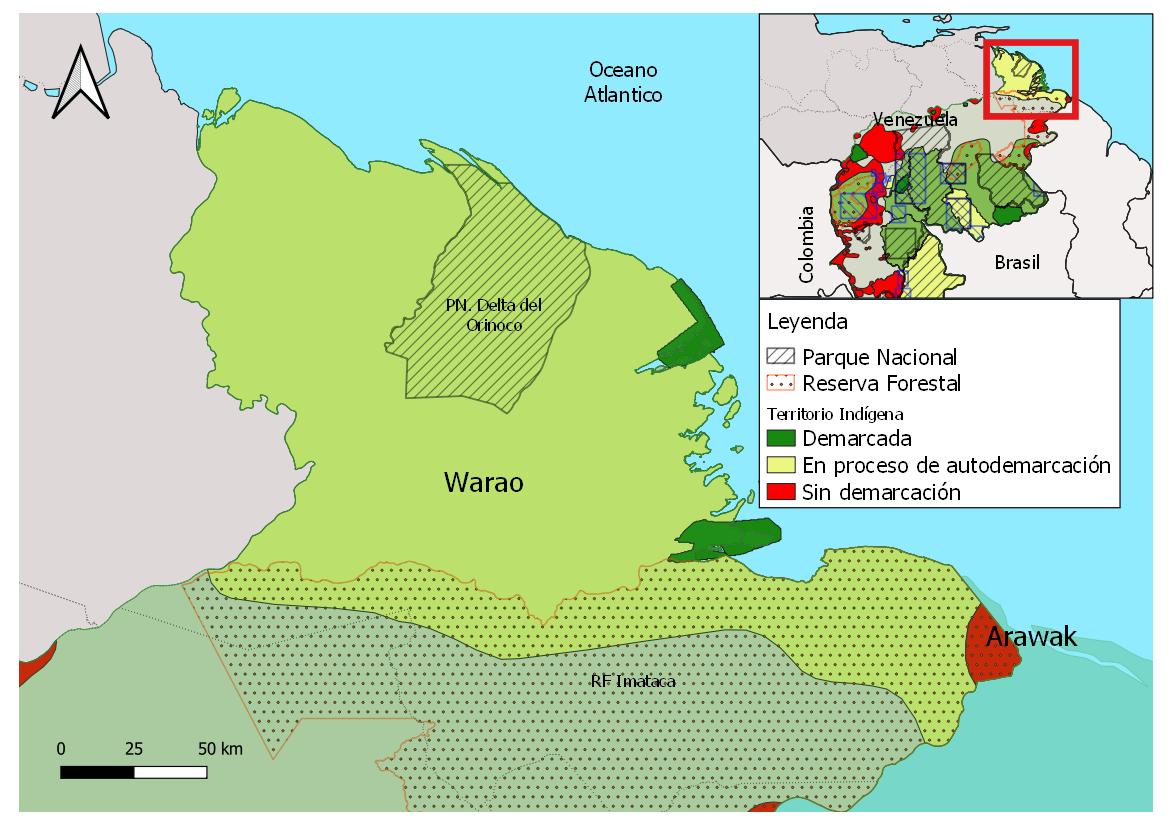 Oceano
Atlantico
Venezuela
Colombia
Brasil
PN. Delta del
Orinoco
Leyenda
Parque Nacional
Reserva Forestal
Territorio Indígena
Demarcada
En proceso de autodemarcación
Sin demarcación
Warao
Arawak
RF Imataca
0 25 50 km